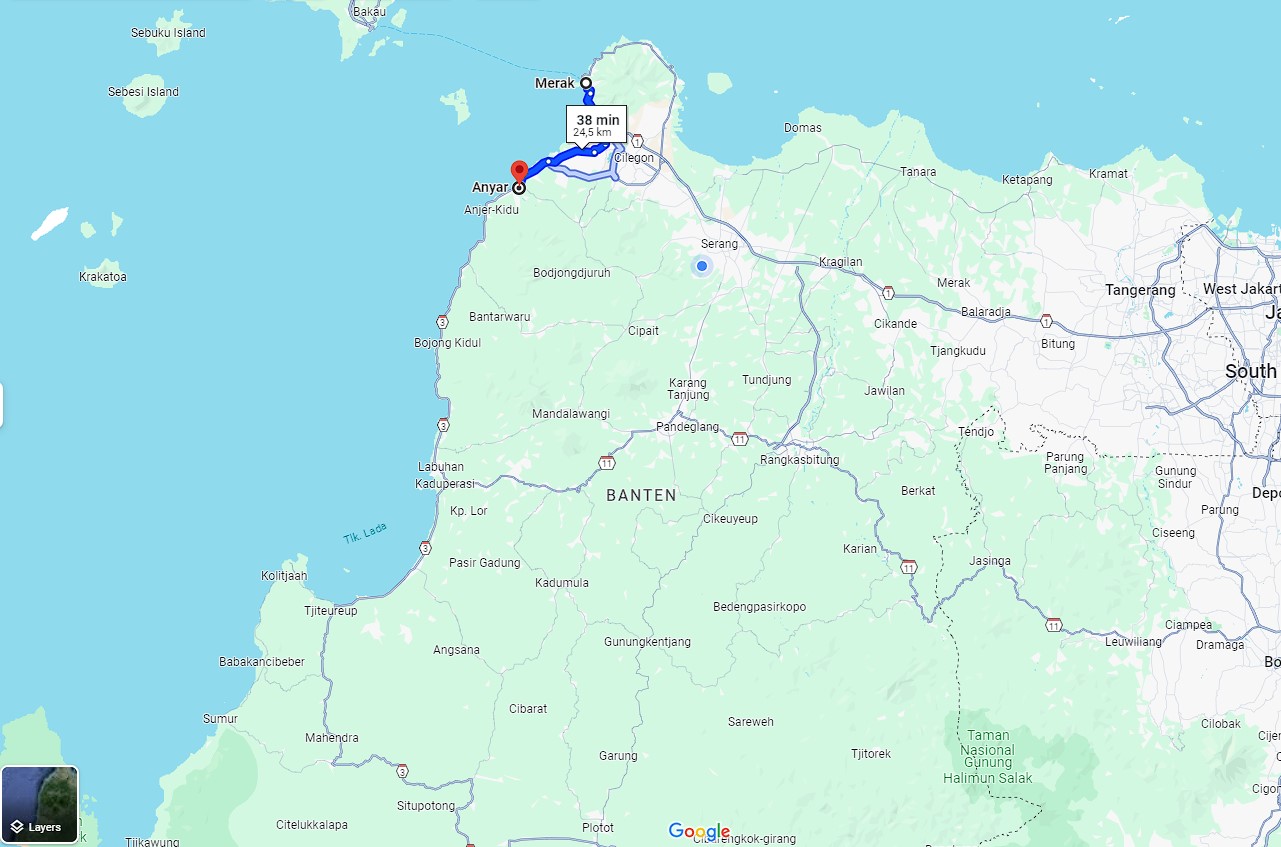 Bakau
Sebuku Island
Sebesi Island
Merak
38 min
24,5 km
1
Domas
Cilegon
Tanara
Ketapang
Kramat
Anyar
Anjer-Kidu
Serang
Krakatoa
Bodjongdjuruh
Kragilan
Merak
Tangerang
West Jakart
1
Bantarwaru
Balaradja
Ja
3
Cipait
Cikande
1
Bojong Kidul
Bitung
Tjangkudu
South
Karang
Tanjung
Tundjung
Jawilan
Mandalawangi
3
Pandeglang
11
Tendjo
Rangkasbitung
Parung
Panjang
11
Labuhan
Kaduperasi
Gunung
Sindur
BANTEN
Berkat
Depo
Kp. Lor
Parung
Cikeuyeup
Tlk. Lada
Ciseeng
3
Karian
Pasir Gadung
Jasinga
11
Kolitjaah
Kadumula
Tjiteureup
Bedengpasirkopo
11
Ciampea
Gunungkentjang
Leuwiliang
Dramaga
Angsana
Babakancibeber
Bo
Cibarat
Sumur
Sareweh
Cilobak
Mahendra
Taman
Nasional
Gunung
Halimun Salak
Cijer
Garung
Tjitorek
3
Cigon
Situpotong
Layers
Citelukkalapa
Plotot
Google
engkok-girang
Tjikawung